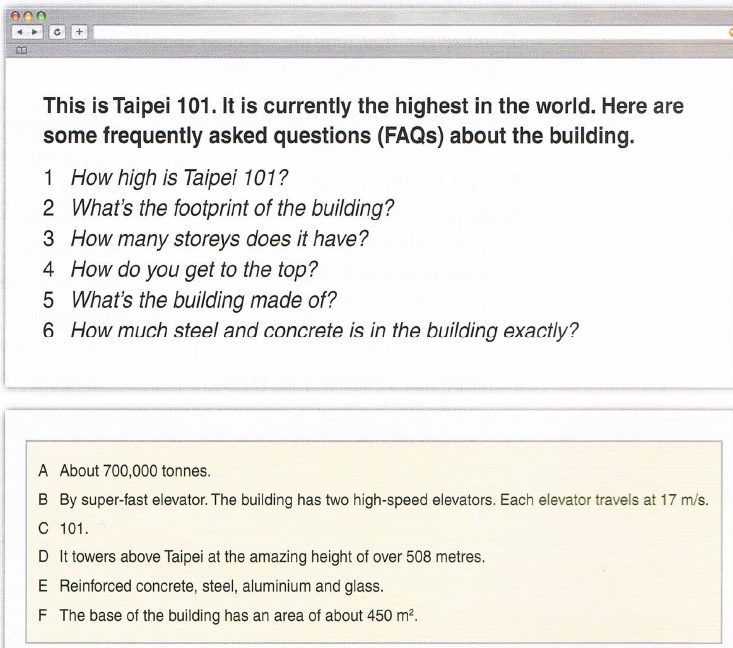 This is Taipei 101. It is currently the highest in the world. Here are
some frequently asked questions (FAQs) about the building.
1 How high is Taipei 101?
2 What's the footprint of the building?
3 How many storeys does it have?
4 How do you get to the top?
5 What's the building made of?
6 How much steel and concrete is in the building exactly?
A About 700,000 tonnes.
B By super-fast elevator. The building has two high-speed elevators. Each elevator travels at 17 m/s.
C 101.
D It towers above Taipei at the amazing height of over 508 metres.
E Reinforced concrete, steel, aluminium and glass.
F The base of the building has an area of about 450 m².